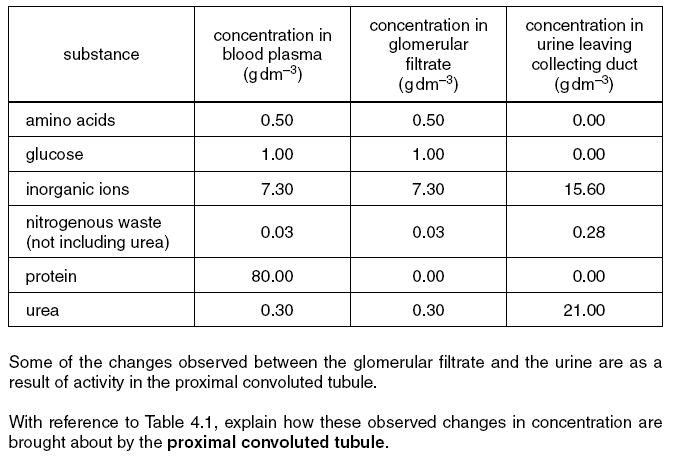 substance
concentration in
blood plasma
(g dm–3)
concentration in
glomerular
filtrate
(g dm–3)
concentration in
urine leaving
collecting duct
(g dm–3)
amino acids 0.50 0.50 0.00
glucose 1.00 1.00 0.00
inorganic ions 7.30 7.30 15.60
nitrogenous waste
(not including urea) 0.03 0.03 0.28
protein 80.00 0.00 0.00
urea 0.30 0.30 21.00
Some of the changes observed between the glomerular filtrate and the urine are as a
result of activity in the proximal convoluted tubule.
With reference to Table 4.1, explain how these observed changes in concentration are
brought about by the proximal convoluted tubule.